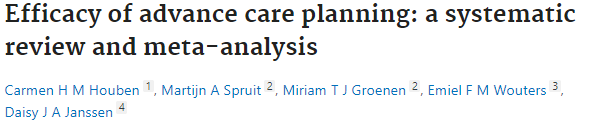 Efficacy of advance care planning: a systematic
review and meta-analysis
Carmen H M Houben 1, Martijn A Spruit 2, Miriam T J Groenen 2, Emiel F M Wouters 3,
Daisy J A Janssen 4